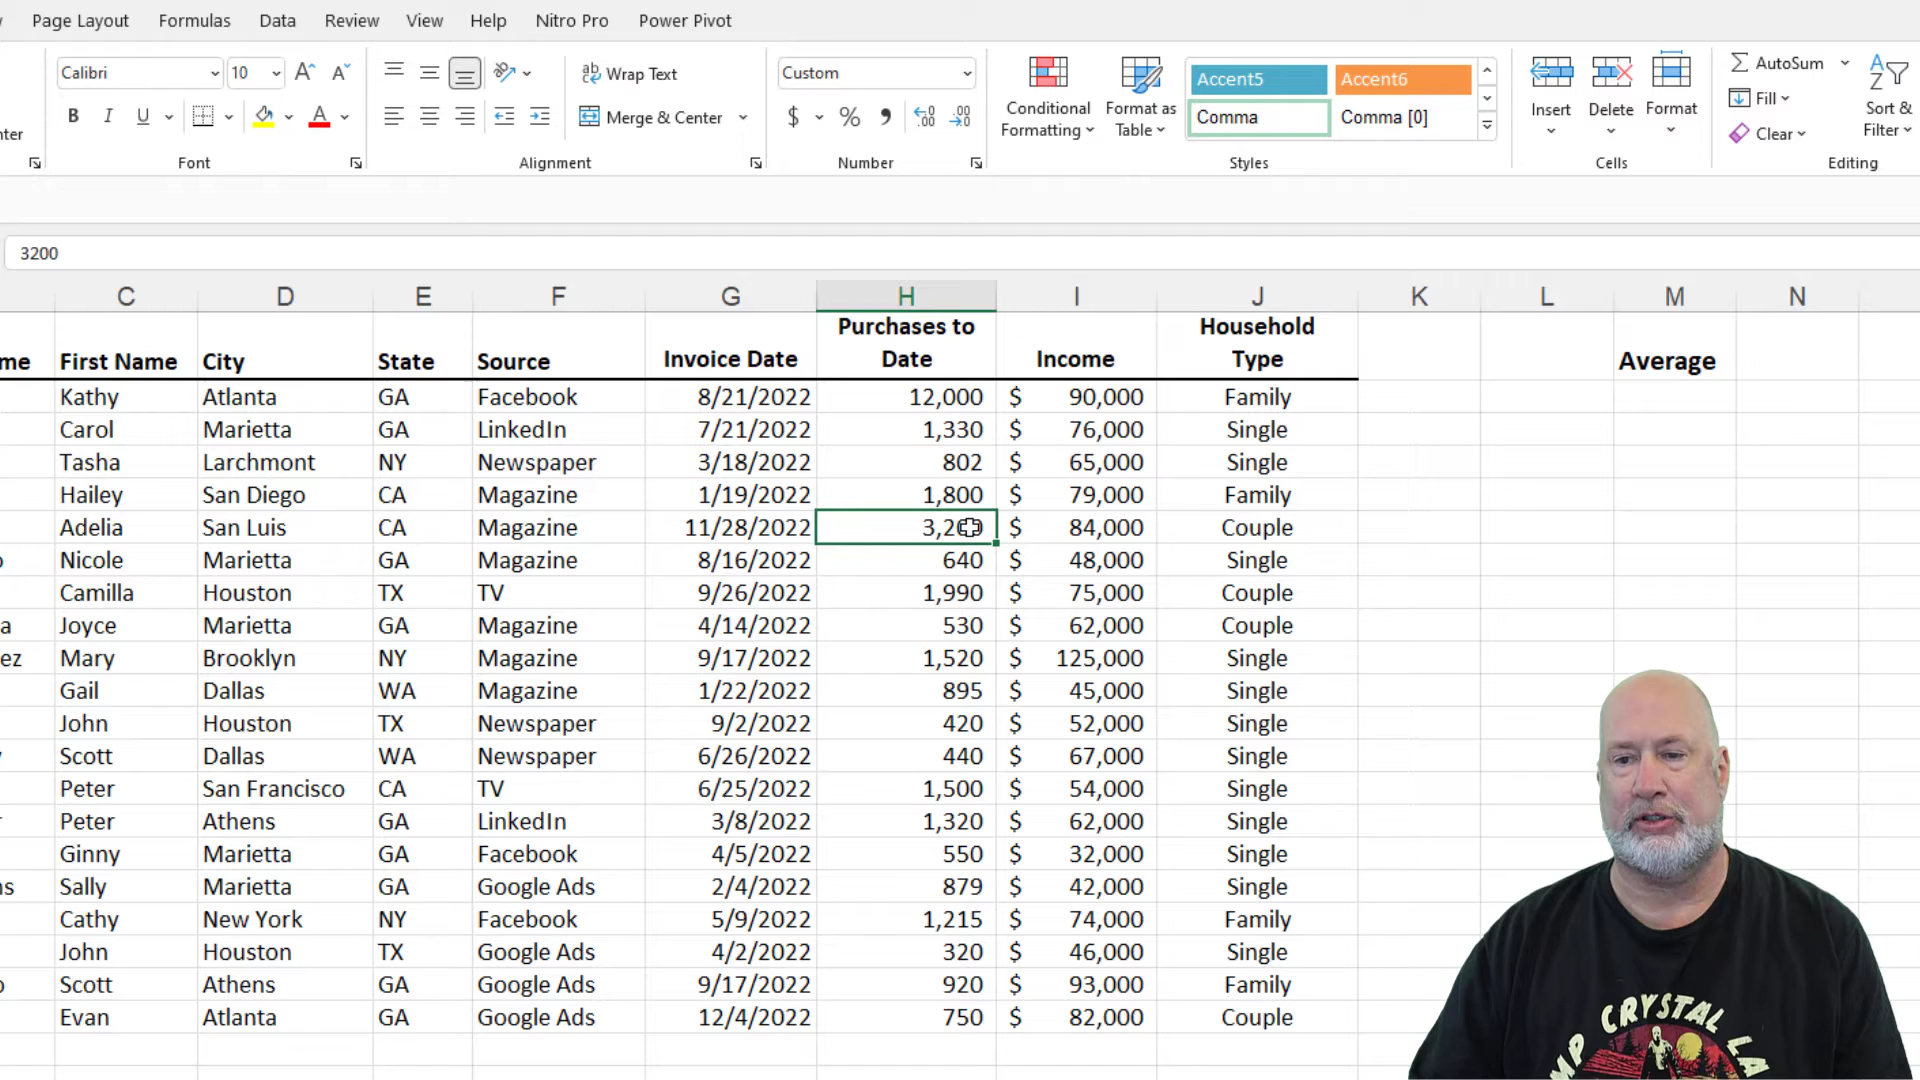 Page Layout Formulas Data Review View Help Nitro Pro Power Pivot
Calibri 10 Wrap Text Custom Accent5 Accent6 AutoSum
Conditional Formatting Format as Table Insert Delete Format Fill Sort & Filter
B I U Merge & Center $ % Comma Comma [0] Clear
Font Alignment Number Styles Cells Editing
3200
C D E F G H I J K L M N
First Name City State Source Invoice Date Purchases to Date Income Household Type Average
Kathy Atlanta GA Facebook 8/21/2022 12,000 $ 90,000 Family
Carol Marietta GA LinkedIn 7/21/2022 1,330 $ 76,000 Single
Tasha Larchmont NY Newspaper 3/18/2022 802 $ 65,000 Single
Hailey San Diego CA Magazine 1/19/2022 1,800 $ 79,000 Family
Adelia San Luis CA Magazine 11/28/2022 3,200 $ 84,000 Couple
Nicole Marietta GA Magazine 8/16/2022 640 $ 48,000 Single
Camilla Houston TX TV 9/26/2022 1,990 $ 75,000 Couple
Joyce Marietta GA Magazine 4/14/2022 530 $ 62,000 Couple
Mary Brooklyn NY Magazine 9/17/2022 1,520 $ 125,000 Single
Gail Dallas WA Magazine 1/22/2022 895 $ 45,000 Single
John Houston TX Newspaper 9/2/2022 420 $ 52,000 Single
Scott Dallas WA Newspaper 6/26/2022 440 $ 67,000 Single
Peter San Francisco CA TV 6/25/2022 1,500 $ 54,000 Single
Peter Athens GA LinkedIn 3/8/2022 1,320 $ 62,000 Single
Ginny Marietta GA Facebook 4/5/2022 550 $ 32,000 Single
Sally Marietta GA Google Ads 2/4/2022 879 $ 42,000 Single
Cathy New York NY Facebook 5/9/2022 1,215 $ 74,000 Family
John Houston TX Google Ads 4/2/2022 320 $ 46,000 Single
Scott Athens GA Google Ads 9/17/2022 920 $ 93,000 Family
Evan Atlanta GA Google Ads 12/4/2022 750 $ 82,000 Couple
CRYSTAL